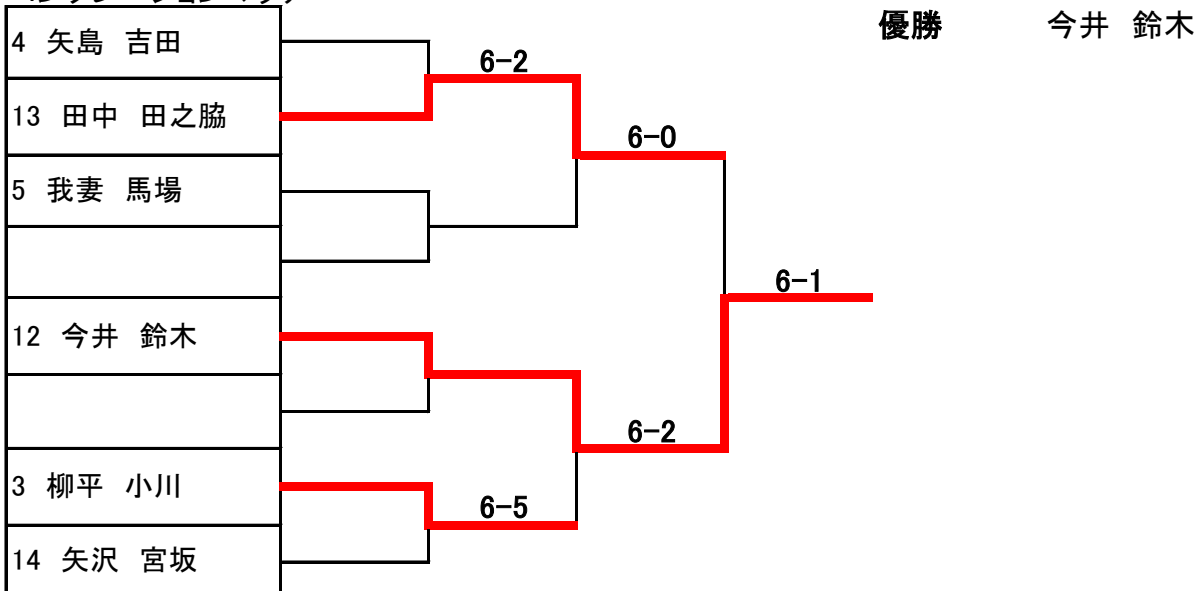 優勝 今井 鈴木
4 矢島 吉田
6-2
13 田中 田之脇
6-0
5 我妻 馬場
6-1
12 今井 鈴木
6-2
3 柳平 小川
6-5
14 矢沢 宮坂